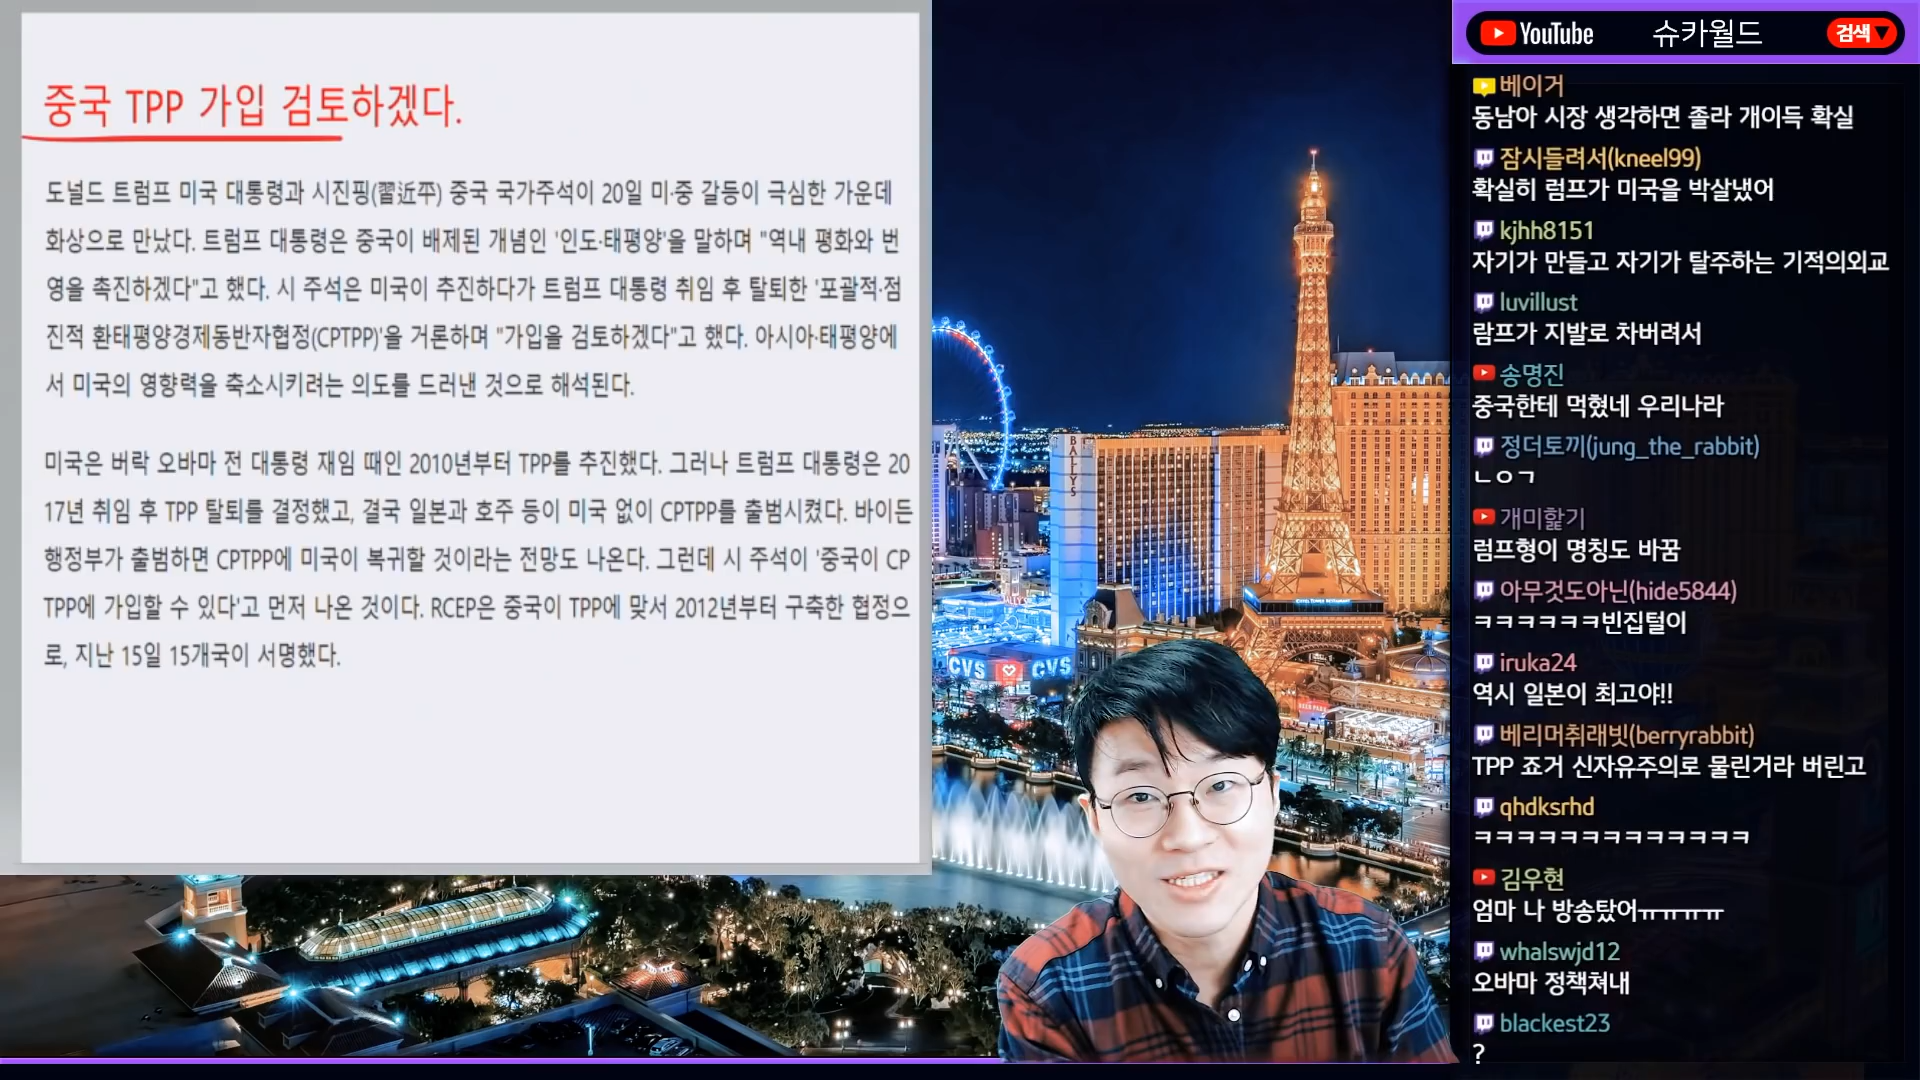 중국 TPP 가입 검토하겠다.
도널드 트럼프 미국 대통령과 시진핑(習近平) 중국 국가주석이 20일 미·중 갈등이 극심한 가운데
화상으로 만났다. 트럼프 대통령은 중국이 배제된 개념인 '인도·태평양'을 말하며 "역내 평화와 번
영을 촉진하겠다"고 했다. 시 주석은 미국이 추진하다가 트럼프 대통령 취임 후 탈퇴한 '포괄적·점
진적 환태평양경제동반자협정(CPTPP)'을 거론하며 "가입을 검토하겠다"고 했다. 아시아·태평양에
서 미국의 영향력을 축소시키려는 의도를 드러낸 것으로 해석된다.
미국은 버락 오바마 전 대통령 재임 때인 2010년부터 TPP를 추진했다. 그러나 트럼프 대통령은 20
17년 취임 후 TPP 탈퇴를 결정했고, 결국 일본과 호주 등이 미국 없이 CPTPP를 출범시켰다. 바이든
행정부가 출범하면 CPTPP에 미국이 복귀할 것이라는 전망도 나온다. 그런데 시 주석이 '중국이 CP
TPP에 가입할 수 있다'고 먼저 나온 것이다. RCEP은 중국이 TPP에 맞서 2012년부터 구축한 협정으
로, 지난 15일 15개국이 서명했다.
BALLYS
CVS CVS
YouTube 슈카월드 검색▼
베이거
동남아 시장 생각하면 졸라 개이득 확실
잠시들려서(kneel99)
확실히 럼프가 미국을 박살냈어
kjhh8151
자기가 만들고 자기가 탈주하는 기적의외교
luvillust
람프가 지발로 차버려서
송명진
중국한테 먹혔네 우리나라
정더토끼(jung_the_rabbit)
ㄴㅇㄱ
개미핥기
럼프형이 명칭도 바꿈
아무것도아닌(hide5844)
ㅋㅋㅋㅋㅋㅋ빈집털이
iruka24
역시 일본이 최고야!!
베리머취래빗(berryrabbit)
TPP 죠거 신자유주의로 물린거라 버린고
qhdksrhd
ㅋㅋㅋㅋㅋㅋㅋㅋㅋㅋㅋㅋㅋ
김우현
엄마 나 방송탔어ㅠㅠㅠㅠ
whalswjd12
오바마 정책쳐내
blackest23
?